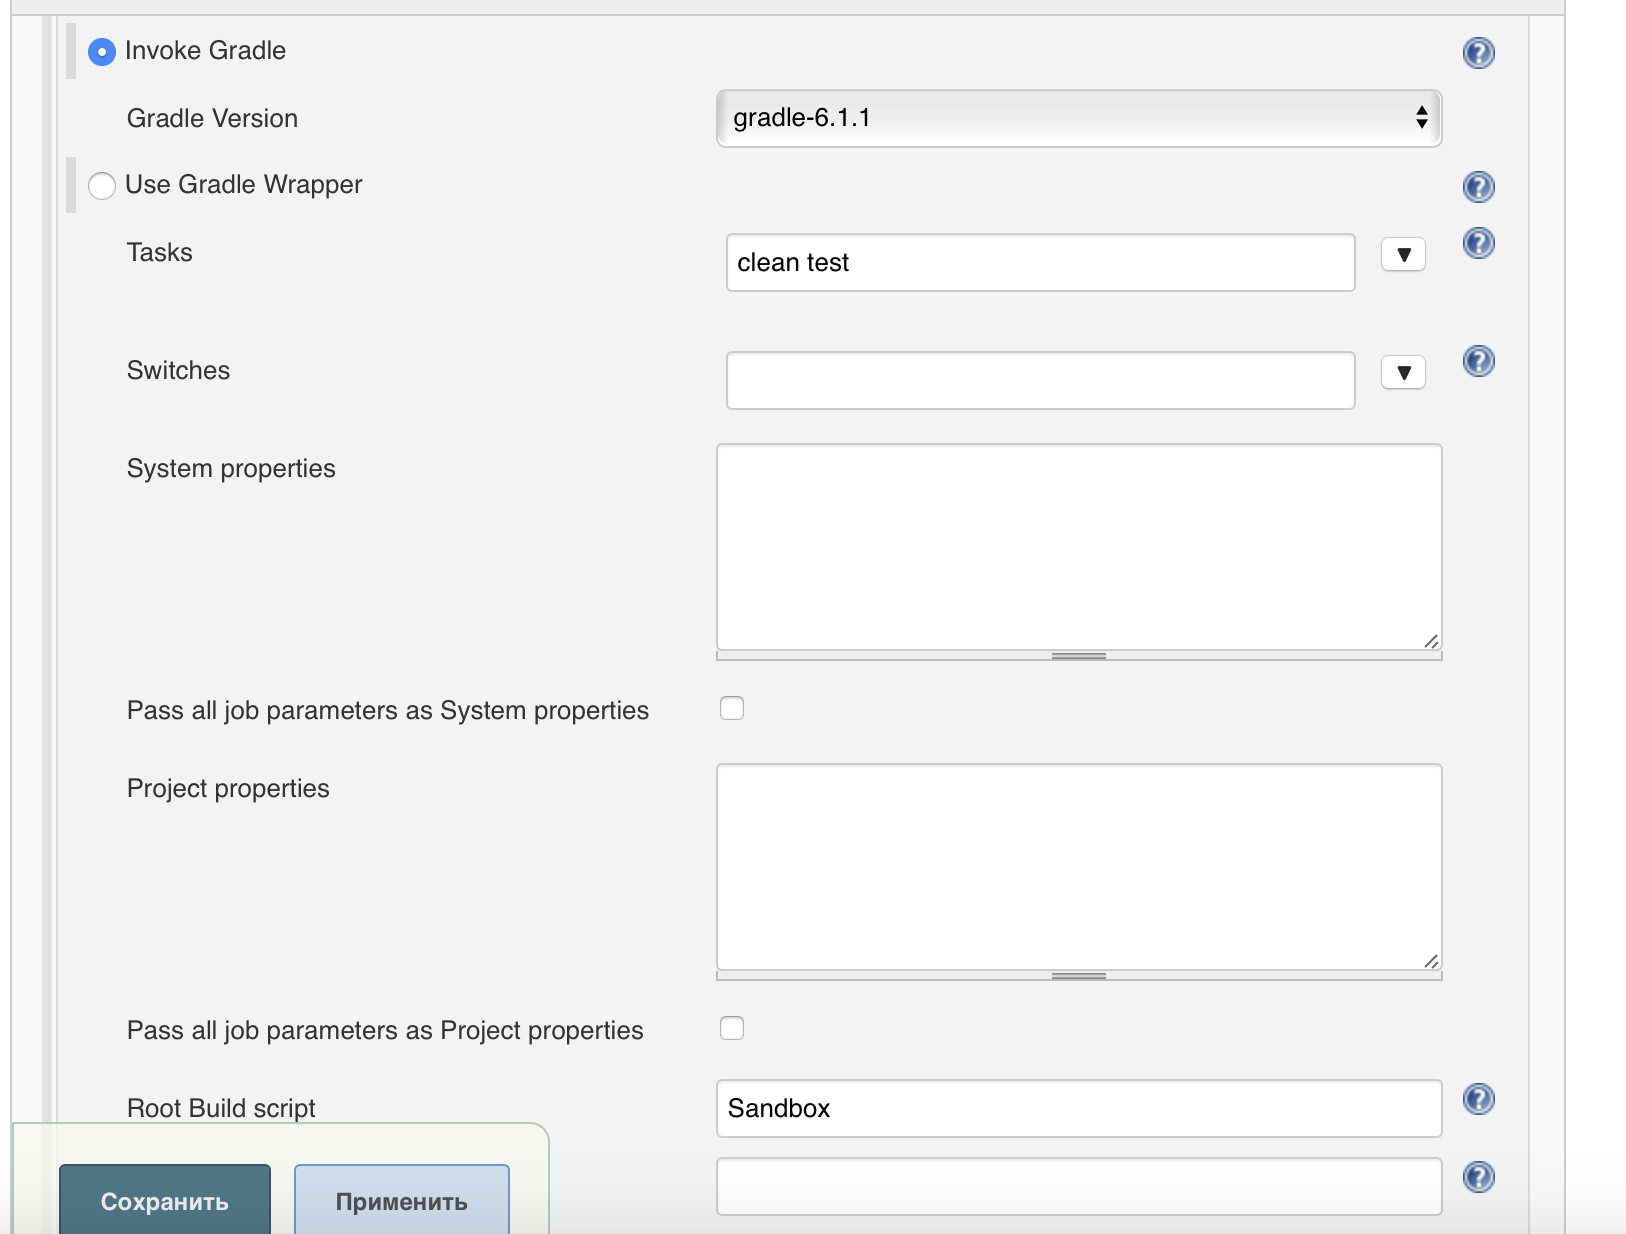 Invoke Gradle
Gradle Version
gradle-6.1.1
Use Gradle Wrapper
Tasks
clean test
Switches
System properties
Pass all job parameters as System properties
Project properties
Pass all job parameters as Project properties
Root Build script
Sandbox
Сохранить
Применить